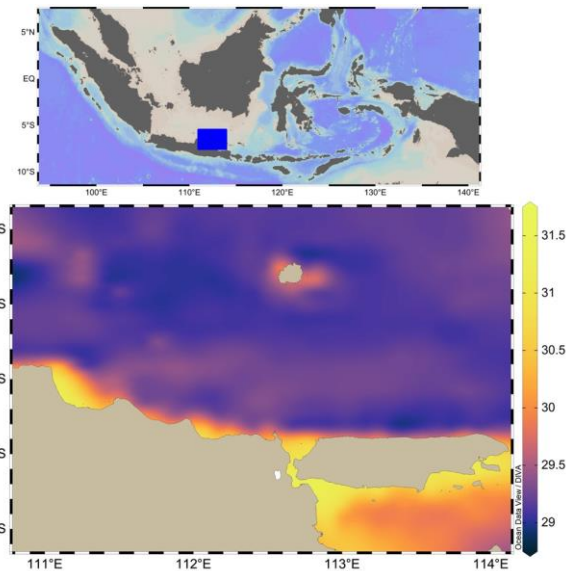 5°N
EQ
5°S
10°S
100°E 110°E 120°E 130°E 140°E
S
S
S
S
S
31.5
31
30.5
30
29.5
29
Ocean Data View / DIVA
111°E 112°E 113°E 114°E